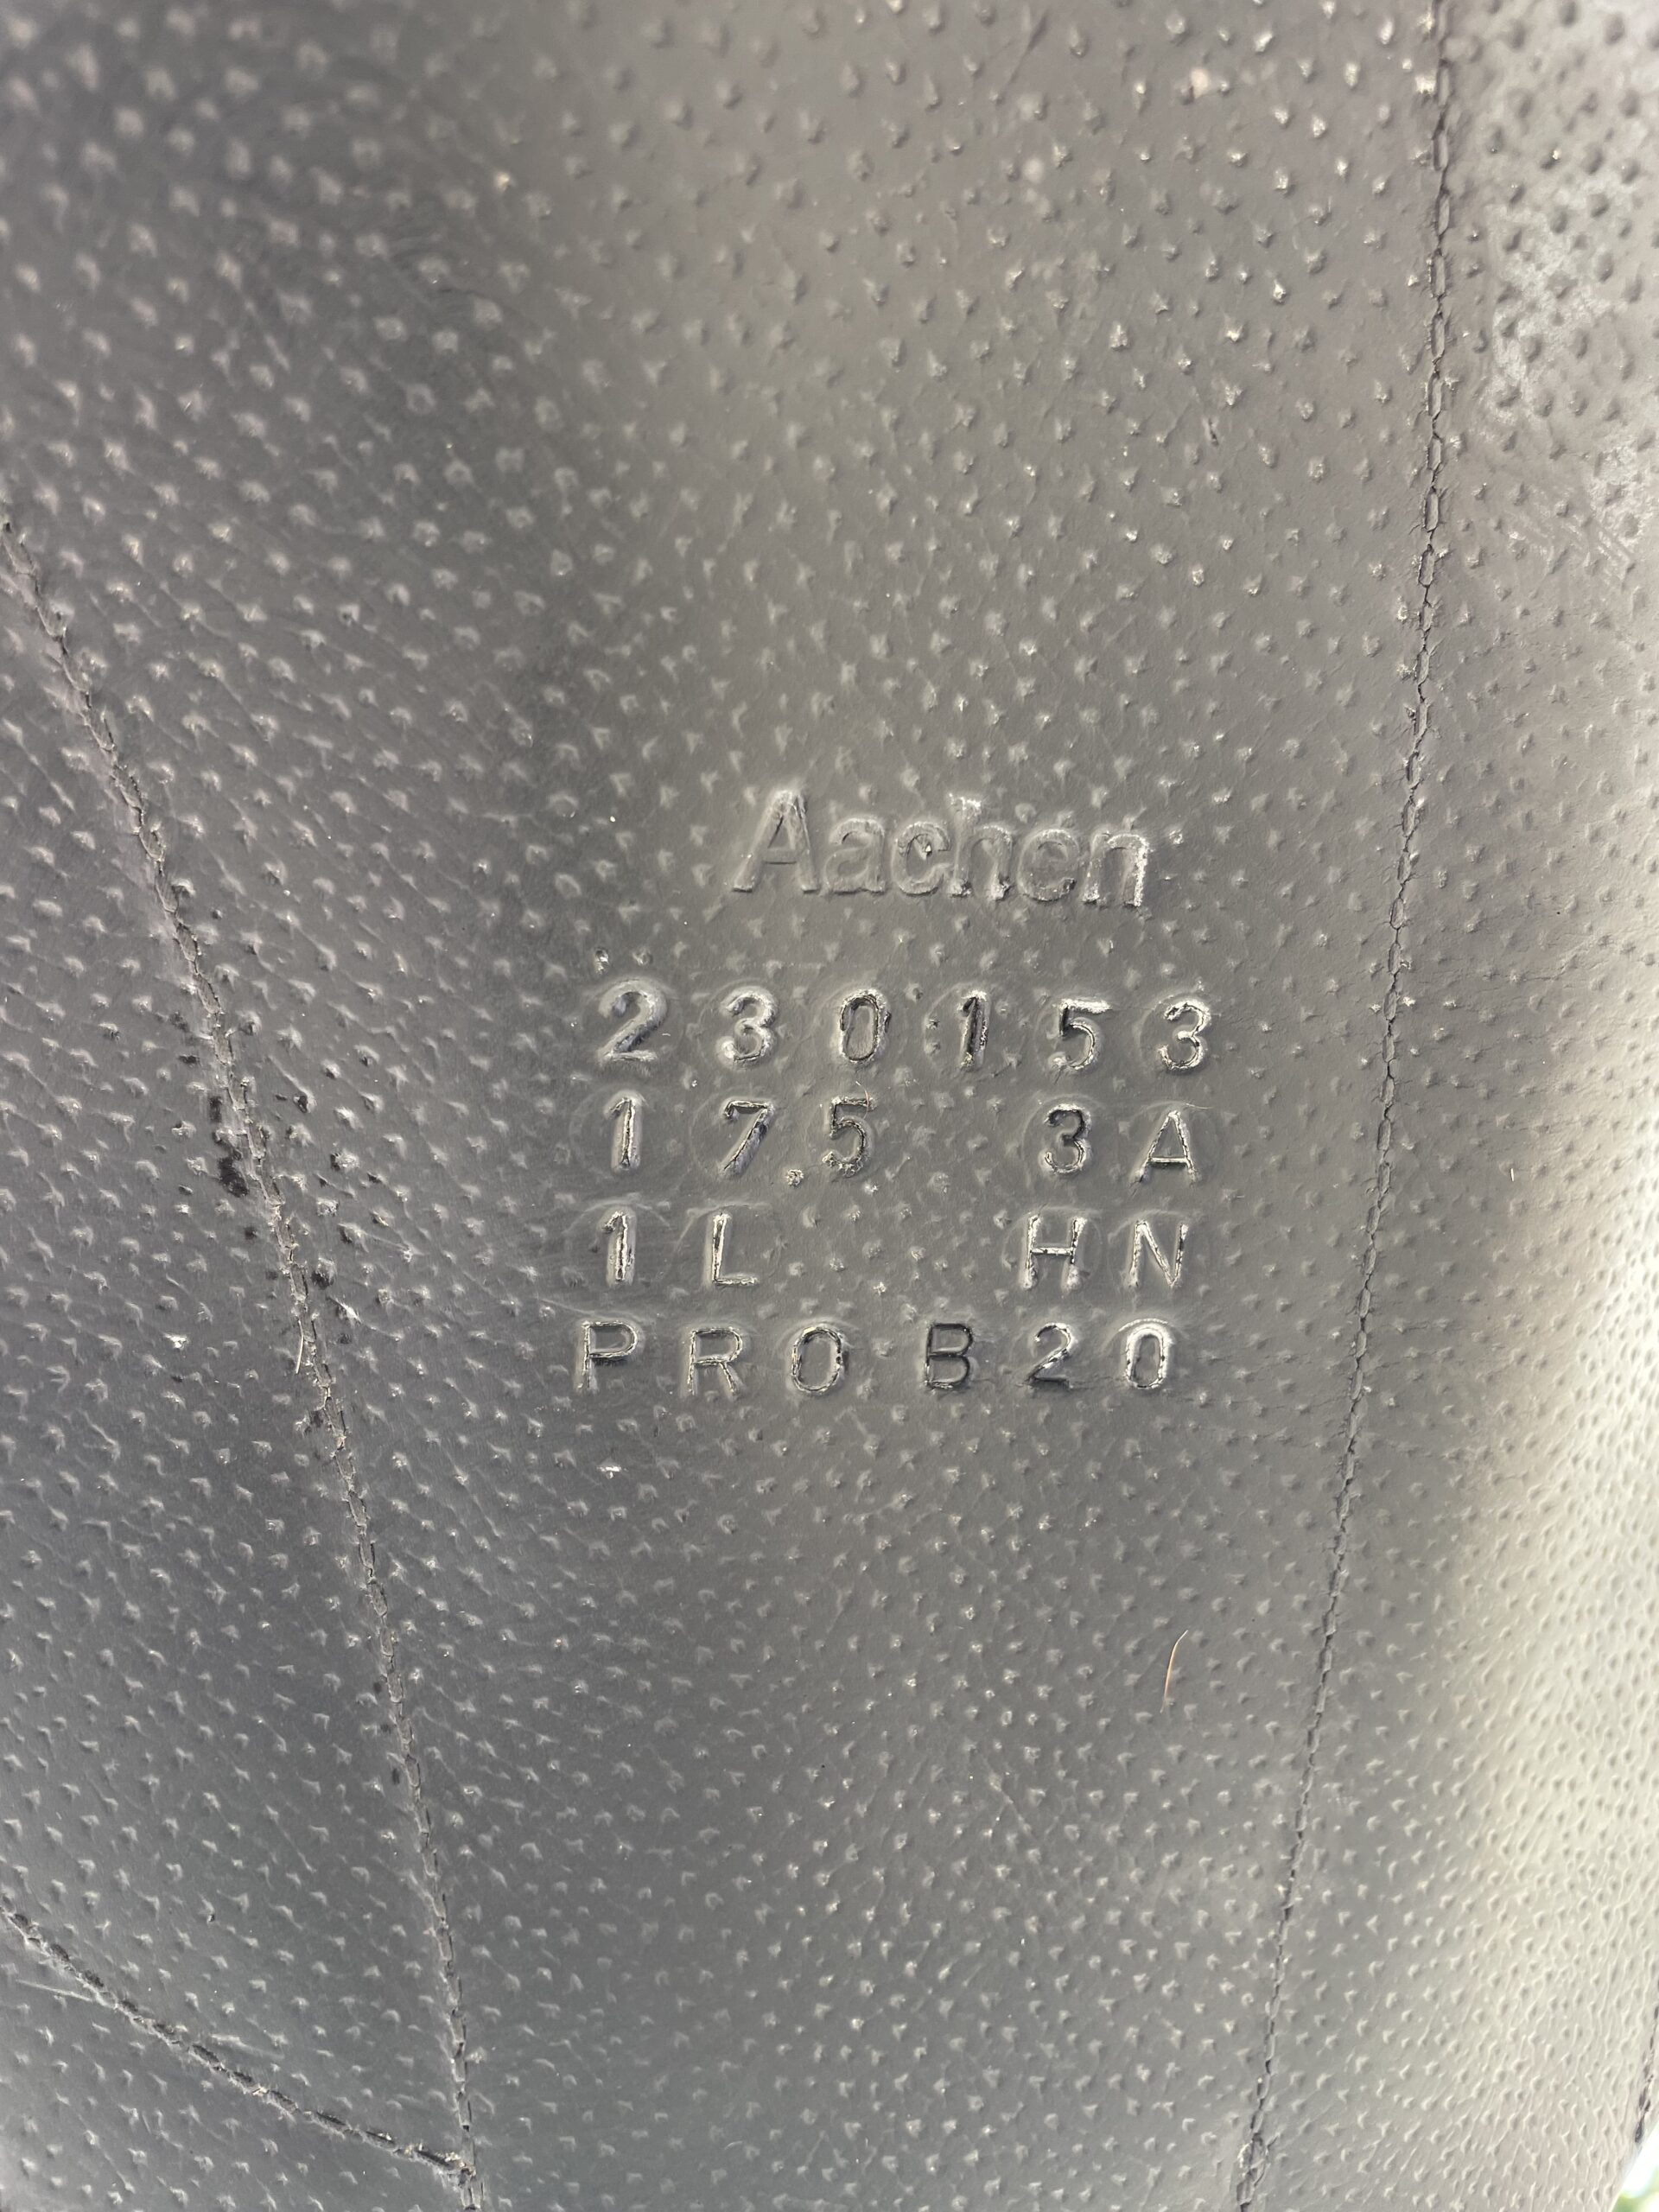 Aachen
230153
17.5 3A
1L HN
PRO B20